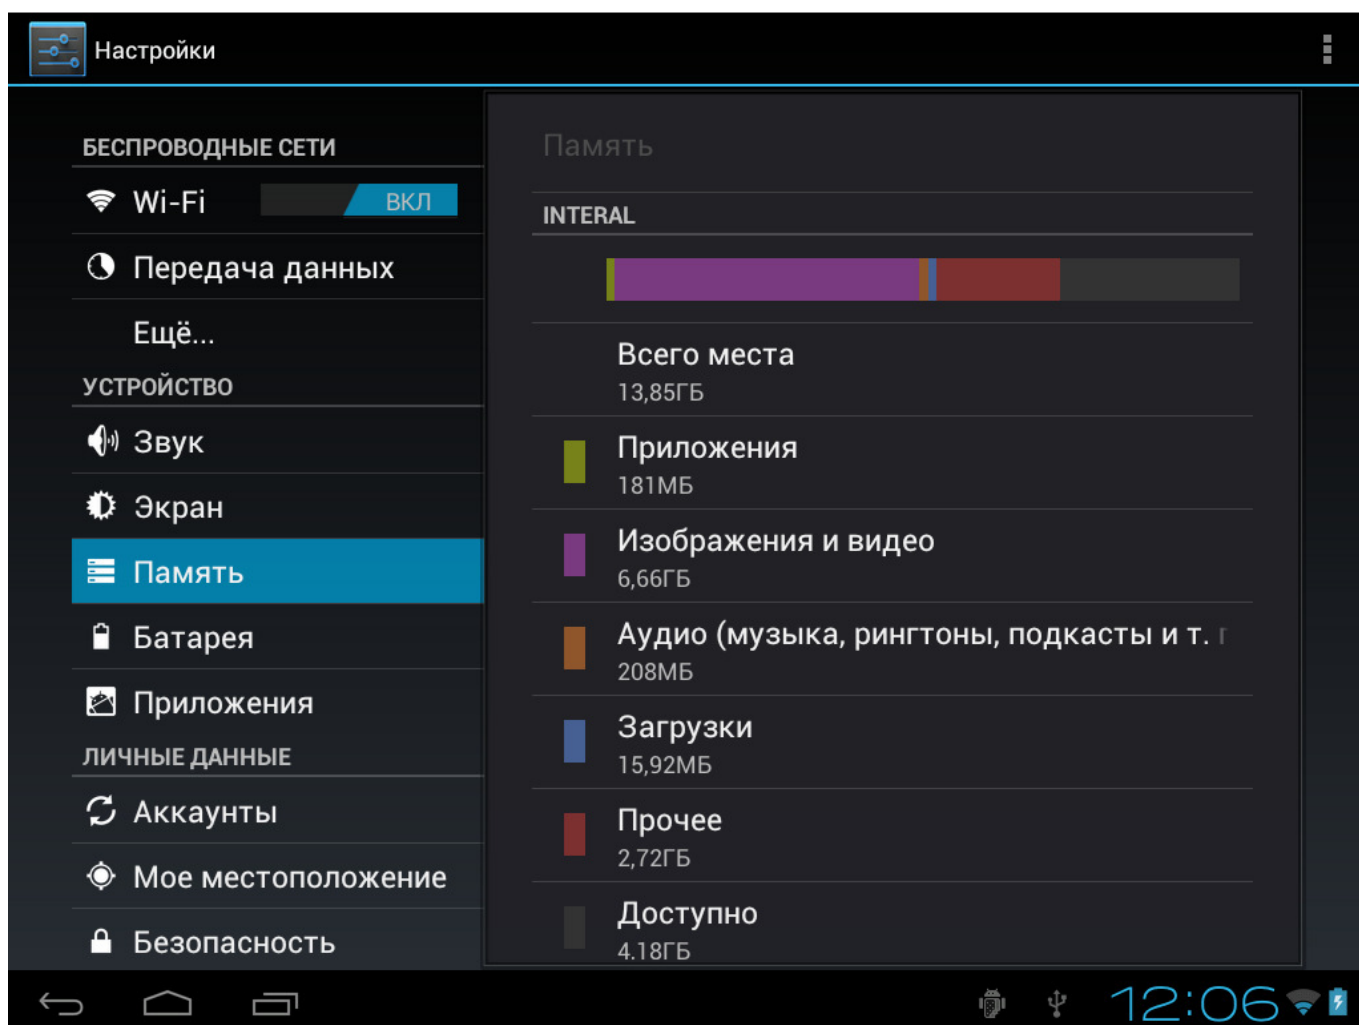 Настройки
БЕСПРОВОДНЫЕ СЕТИ
Wi-Fi
ВКЛ
Передача данных
Ещё...
УСТРОЙСТВО
Звук
Экран
Память
Батарея
Приложения
ЛИЧНЫЕ ДАННЫЕ
Аккаунты
Мое местоположение
Безопасность
Память
INTERAL
Всего места
13,85ГБ
Приложения
181МБ
Изображения и видео
6,66ГБ
Аудио (музыка, рингтоны, подкасты и т. п
208МБ
Загрузки
15,92МБ
Прочее
2,72ГБ
Доступно
4.18ГБ
12:06